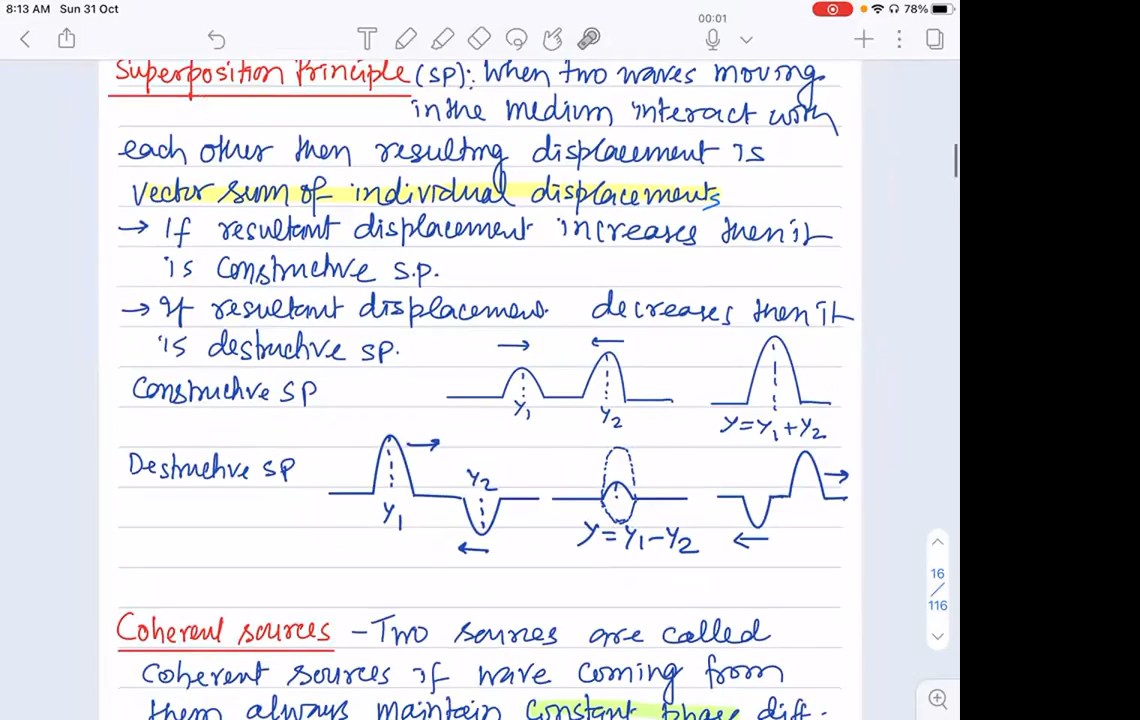 8:13 AM Sun 31 Oct
78%
00:01
Superposition Principle (SP): When two waves moving
in the medium interact with
each other then resulting displacement is
vector sum of individual displacements
→ If resultant displacement increases then it
is constructive s.p.
→ If resultant displacement decreases then it
is destructive sp.
Constructive SP
y1 y2 y=y1+y2
Destructive SP
y1 y2 y=y1-y2
16
/
116
Coherent sources - Two sources are called
coherent sources if wave coming from
them always maintain constant phase diff.